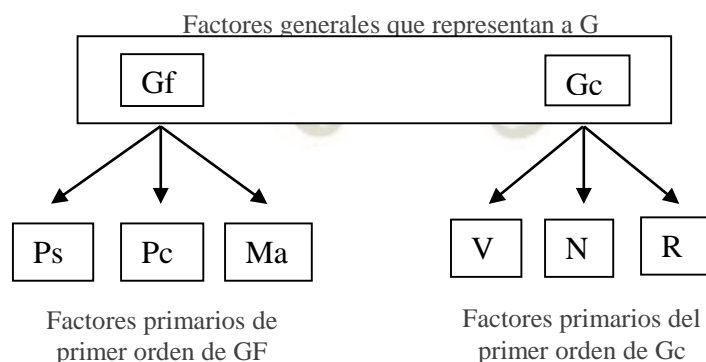 Factores generales que representan a G
Gf
Gc
Ps
Pc
Ma
V
N
R
Factores primarios de
primer orden de GF
Factores primarios del
primer orden de Gc